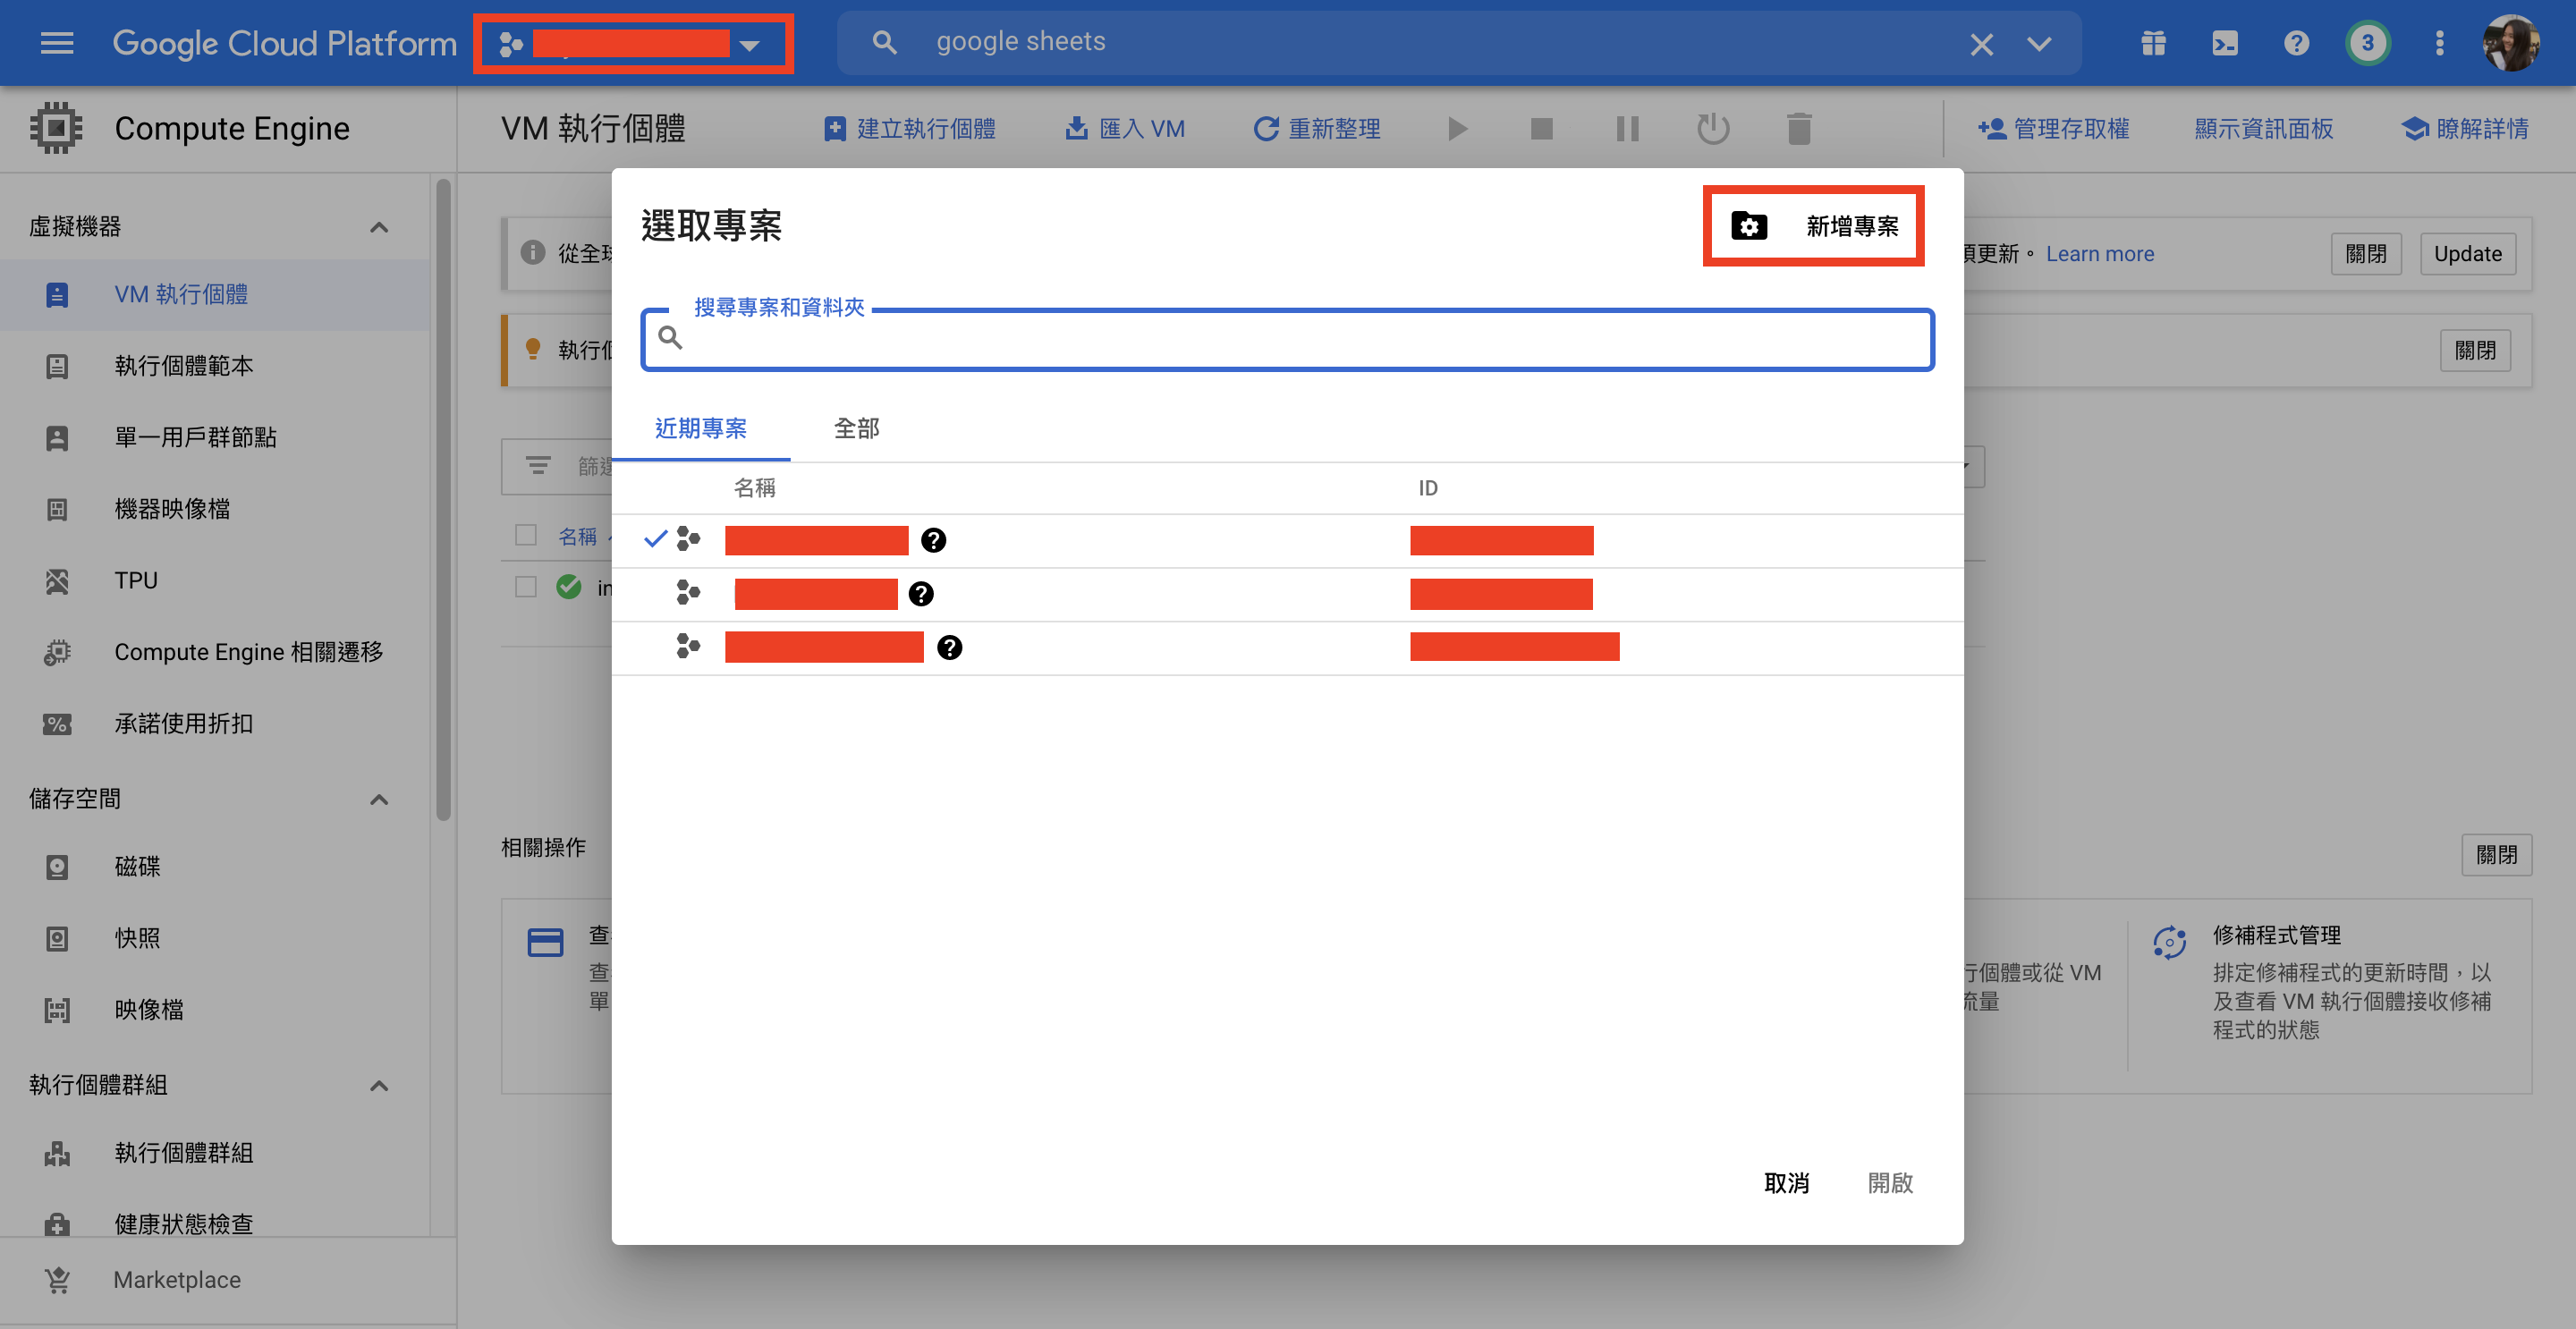 Google Cloud Platform
google sheets
3
Compute Engine
VM 執行個體
建立執行個體
匯入 VM
重新整理
管理存取權
顯示資訊面板
瞭解詳情
虛擬機器
VM 執行個體
執行個體範本
單一用戶群節點
機器映像檔
TPU
Compute Engine 相關遷移
承諾使用折扣
儲存空間
磁碟
快照
映像檔
執行個體群組
執行個體群組
健康狀態檢查
Marketplace
從全球
項更新。 Learn more
關閉
Update
執行個
關閉
篩選
名稱
in
相關操作
關閉
查
查
單
行個體或從 VM
流量
修補程式管理
排定修補程式的更新時間，以
及查看 VM 執行個體接收修補
程式的狀態
選取專案
新增專案
搜尋專案和資料夾
近期專案
全部
名稱
ID
取消
開啟